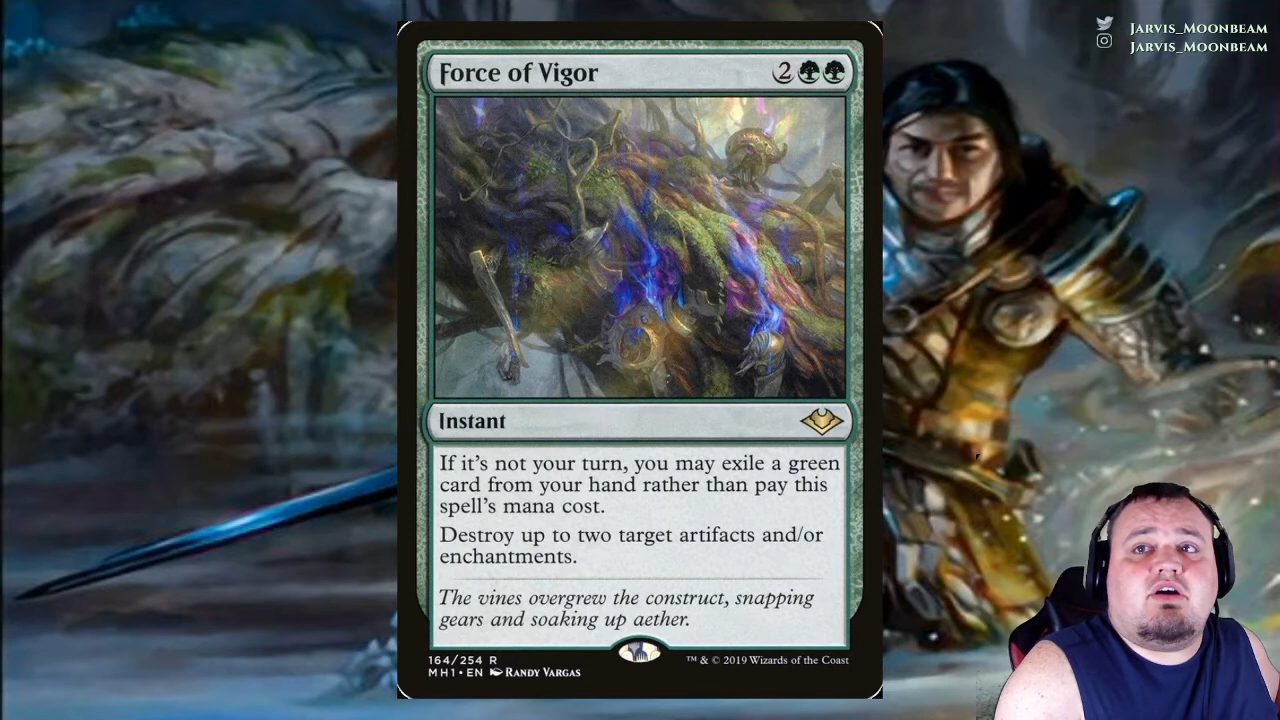 Jarvis_Moonbeam
Jarvis_Moonbeam
Force of Vigor 2
Instant
If it's not your turn, you may exile a green
card from your hand rather than pay this
spell's mana cost.
Destroy up to two target artifacts and/or
enchantments.
The vines overgrew the construct, snapping
gears and soaking up aether.
164/254 R
MH1•EN Randy Vargas
™ & © 2019 Wizards of the Coast